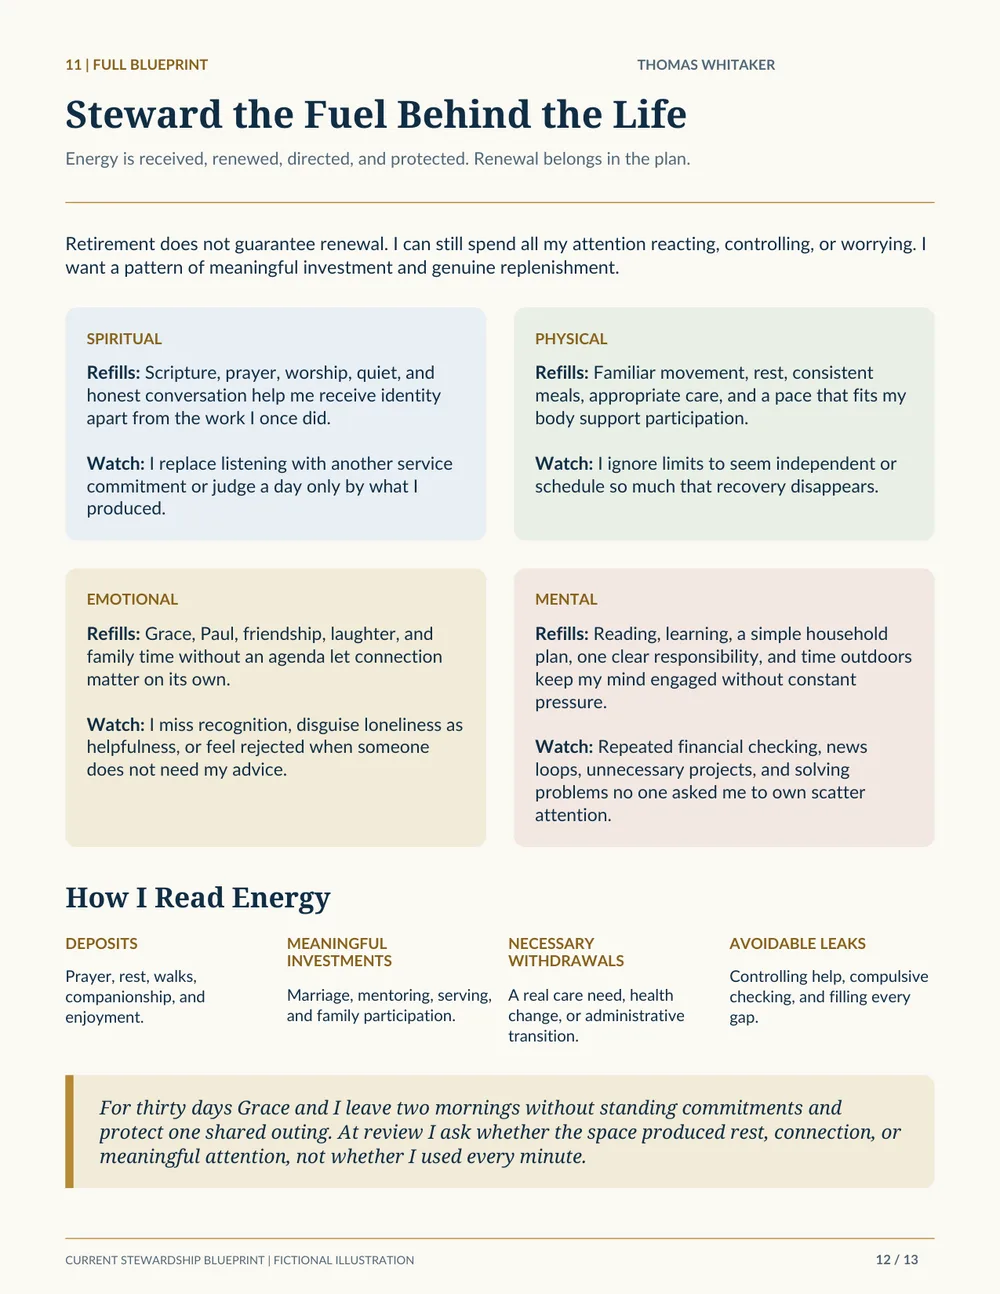 11 | FULL BLUEPRINT
THOMAS WHITAKER
Steward the Fuel Behind the Life
Energy is received, renewed, directed, and protected. Renewal belongs in the plan.
Retirement does not guarantee renewal. I can still spend all my attention reacting, controlling, or worrying. I
want a pattern of meaningful investment and genuine replenishment.
SPIRITUAL
Refills: Scripture, prayer, worship, quiet, and
honest conversation help me receive identity
apart from the work I once did.
Watch: I replace listening with another service
commitment or judge a day only by what I
produced.
PHYSICAL
Refills: Familiar movement, rest, consistent
meals, appropriate care, and a pace that fits my
body support participation.
Watch: I ignore limits to seem independent or
schedule so much that recovery disappears.
EMOTIONAL
Refills: Grace, Paul, friendship, laughter, and
family time without an agenda let connection
matter on its own.
Watch: I miss recognition, disguise loneliness as
helpfulness, or feel rejected when someone
does not need my advice.
MENTAL
Refills: Reading, learning, a simple household
plan, one clear responsibility, and time outdoors
keep my mind engaged without constant
pressure.
Watch: Repeated financial checking, news
loops, unnecessary projects, and solving
problems no one asked me to own scatter
attention.
How I Read Energy
DEPOSITS
Prayer, rest, walks,
companionship, and
enjoyment.
MEANINGFUL
INVESTMENTS
Marriage, mentoring, serving,
and family participation.
NECESSARY
WITHDRAWALS
A real care need, health
change, or administrative
transition.
AVOIDABLE LEAKS
Controlling help, compulsive
checking, and filling every
gap.
For thirty days Grace and I leave two mornings without standing commitments and
protect one shared outing. At review I ask whether the space produced rest, connection, or
meaningful attention, not whether I used every minute.
CURRENT STEWARDSHIP BLUEPRINT | FICTIONAL ILLUSTRATION
12 / 13